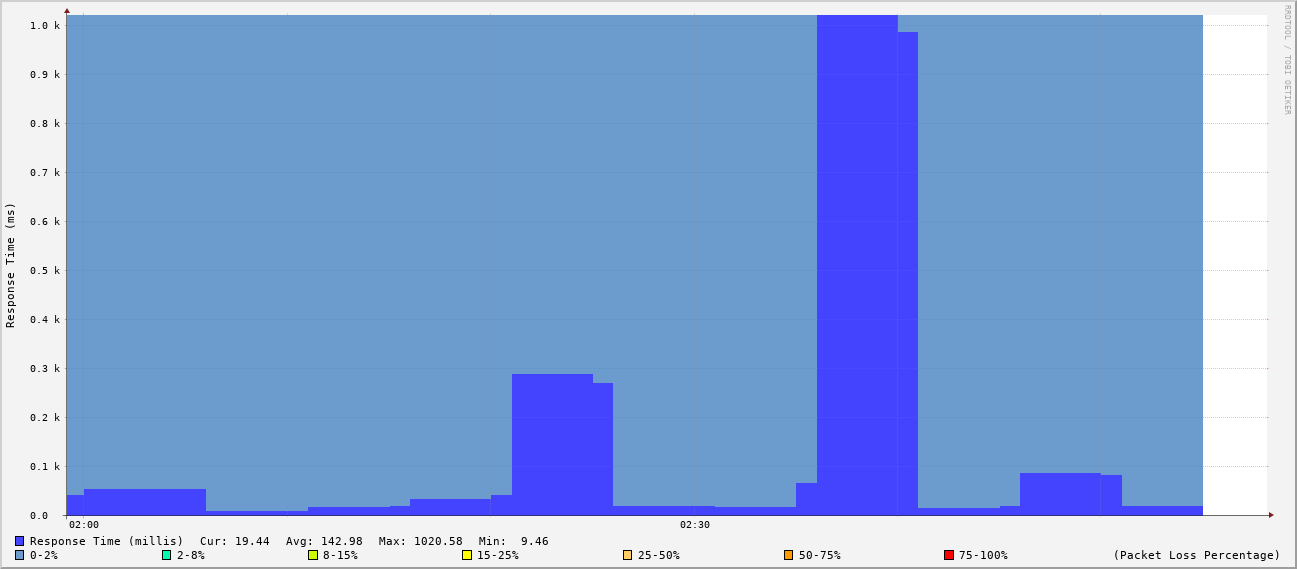 RRDTOOL / TOBI OETIKER
Response Time (ms)
1.0 k
0.9 k
0.8 k
0.7 k
0.6 k
0.5 k
0.4 k
0.3 k
0.2 k
0.1 k
0.0
02:00 02:30
Response Time (millis) Cur: 19.44 Avg: 142.98 Max: 1020.58 Min: 9.46
0-2% 2-8% 8-15% 15-25% 25-50% 50-75% 75-100% (Packet Loss Percentage)